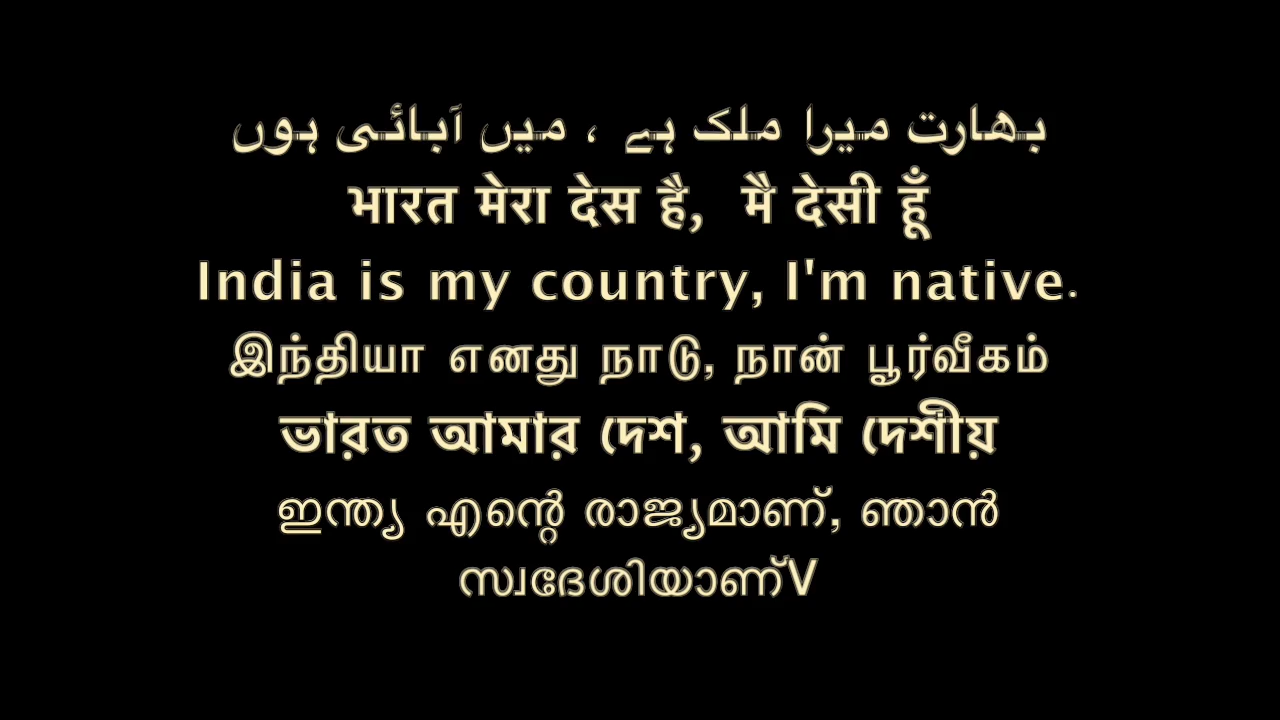 بھارت میرا ملک ہے ، میں آبائی ہوں
भारत मेरा देस है, मै देसी हूँ
India is my country, I'm native.
இந்தியா எனது நாடு, நான் பூர்வீகம்
ভারত আমার দেশ, আমি দেশীয়
ഇന്ത്യ എന്റെ രാജ്യമാണ്, ഞാൻ
സ്വദേശിയാണ്V